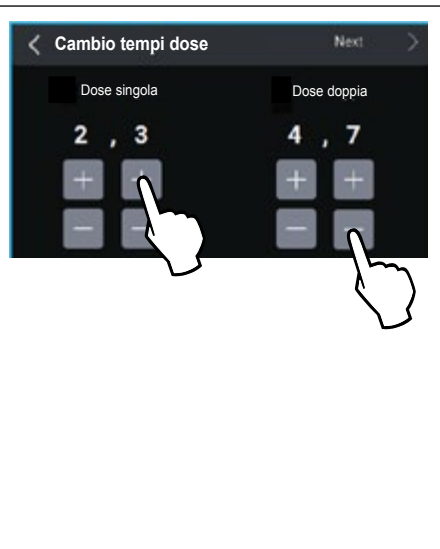 Cambio tempi dose Next
Dose singola Dose doppia
2 , 3 4 , 7
+ + + +
− − − −